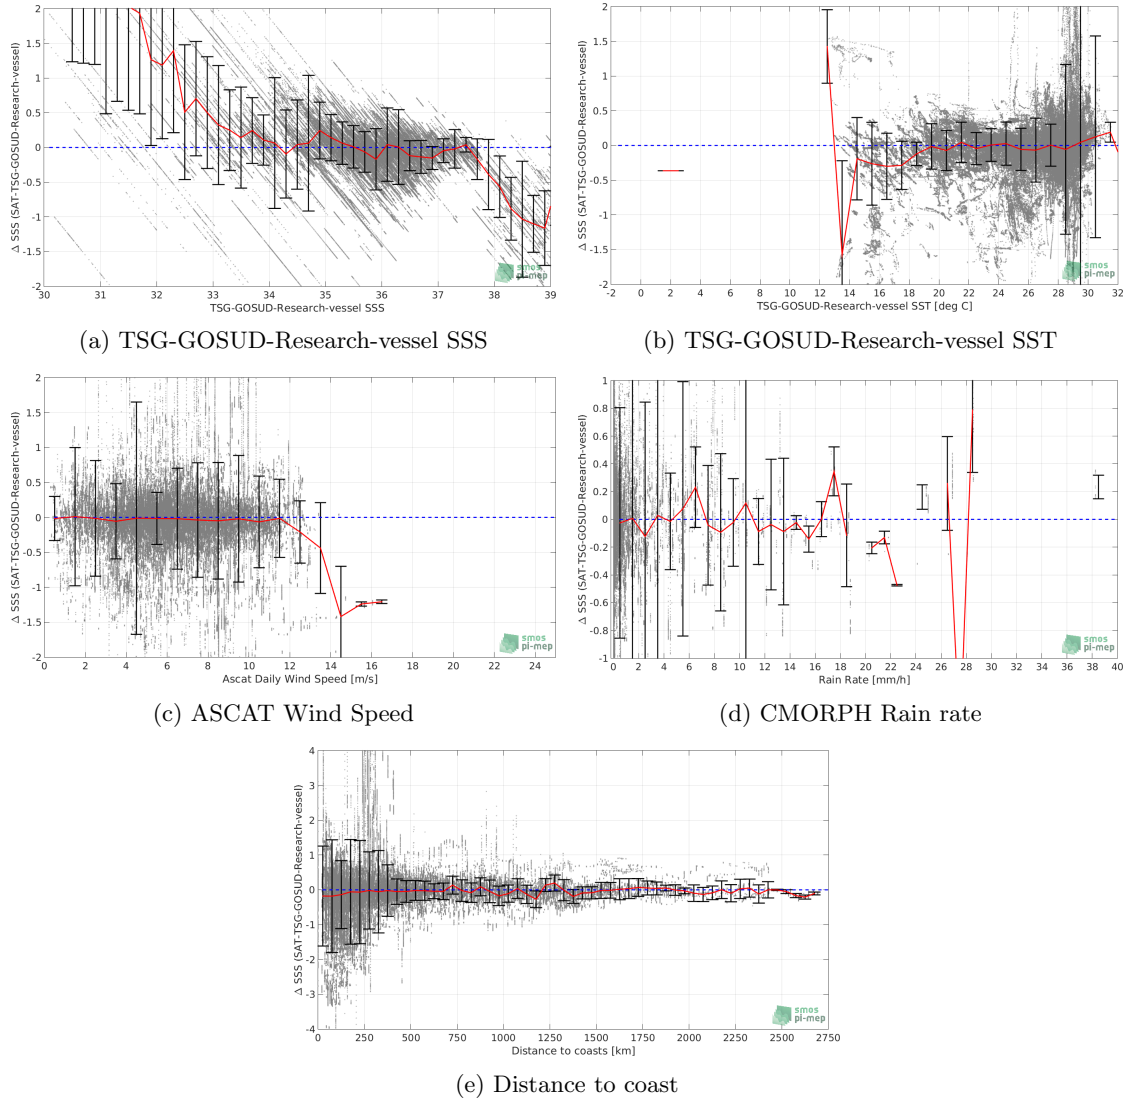 2
1.5
1
0.5
0
-0.5
-1
-1.5
-2
Δ SSS (SAT-TSG-GOSUD-Research-vessel)
30 31 32 33 34 35 36 37 38 39
TSG-GOSUD-Research-vessel SSS
smos
pi-mep
(a) TSG-GOSUD-Research-vessel SSS
2
1.5
1
0.5
0
-0.5
-1
-1.5
-2
Δ SSS (SAT-TSG-GOSUD-Research-vessel)
-2 0 2 4 6 8 10 12 14 16 18 20 22 24 26 28 30 32
TSG-GOSUD-Research-vessel SST [deg C]
smos
pi-mep
(b) TSG-GOSUD-Research-vessel SST
2
1.5
1
0.5
0
-0.5
-1
-1.5
-2
Δ SSS (SAT-TSG-GOSUD-Research-vessel)
0 2 4 6 8 10 12 14 16 18 20 22 24
Ascat Daily Wind Speed [m/s]
smos
pi-mep
(c) ASCAT Wind Speed
1
0.8
0.6
0.4
0.2
0
-0.2
-0.4
-0.6
-0.8
-1
Δ SSS (SAT-TSG-GOSUD-Research-vessel)
0 2 4 6 8 10 12 14 16 18 20 22 24 26 28 30 32 34 36 38 40
Rain Rate [mm/h]
smos
pi-mep
(d) CMORPH Rain rate
4
3
2
1
0
-1
-2
-3
-4
Δ SSS (SAT-TSG-GOSUD-Research-vessel)
0 250 500 750 1000 1250 1500 1750 2000 2250 2500 2750
Distance to coasts [km]
smos
pi-mep
(e) Distance to coast